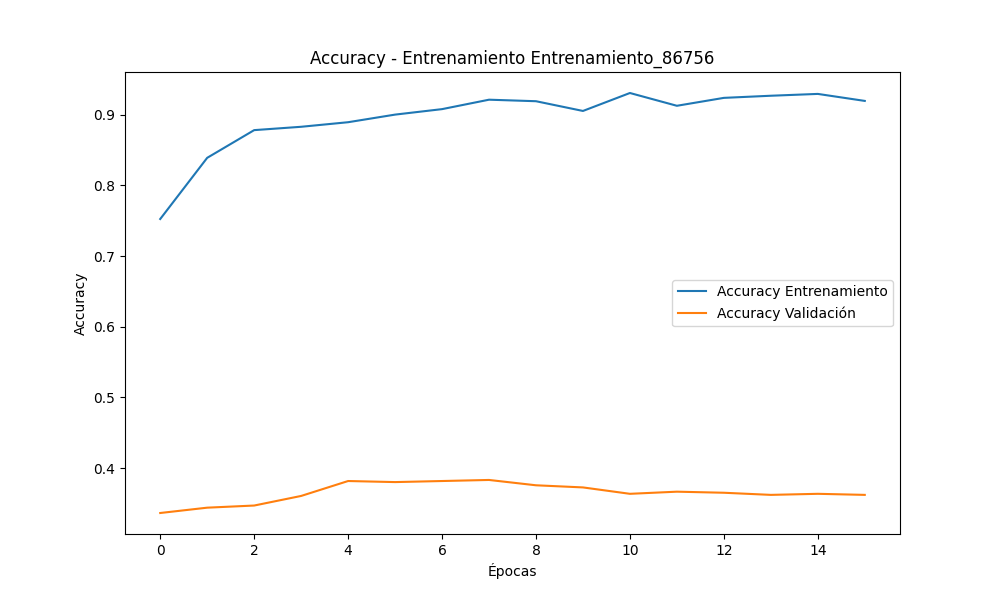 Accuracy - Entrenamiento Entrenamiento_86756
Accuracy
0.9
0.8
0.7
0.6
0.5
0.4
Accuracy Entrenamiento
Accuracy Validación
0 2 4 6 8 10 12 14
Épocas